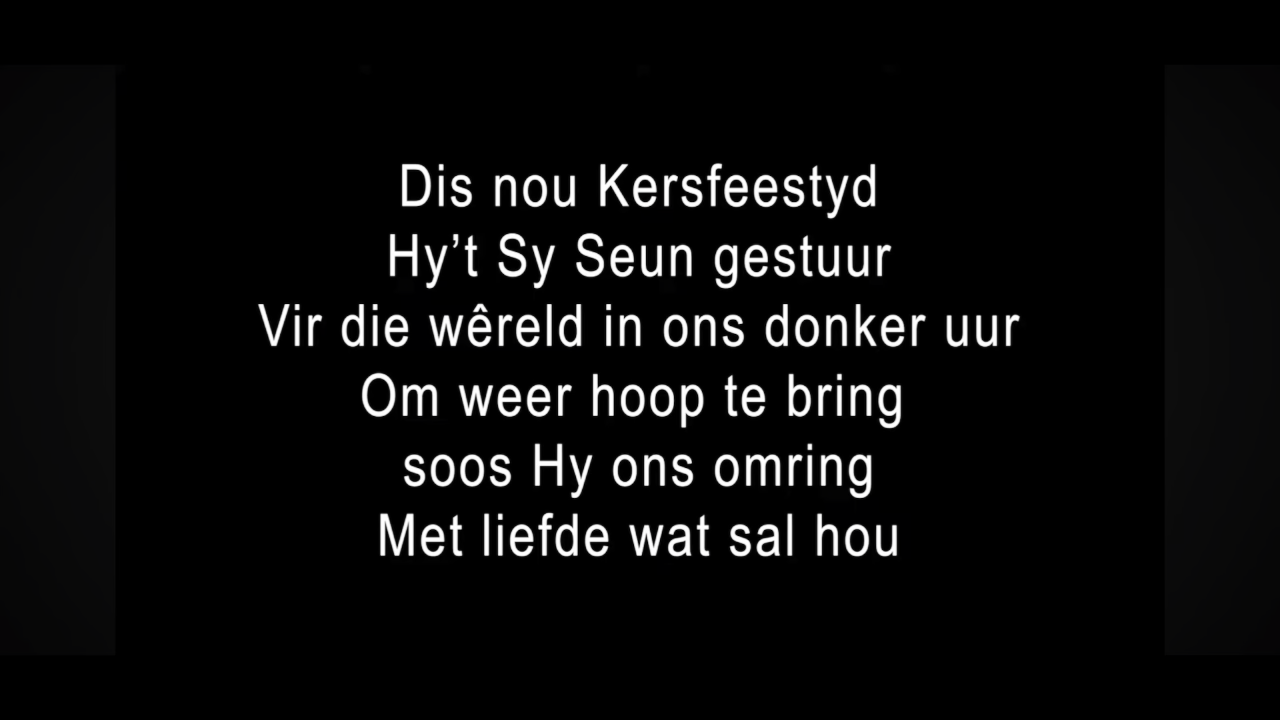 Dis nou Kersfeestyd
Hy’t Sy Seun gestuur
Vir die wêreld in ons donker uur
Om weer hoop te bring
soos Hy ons omring
Met liefde wat sal hou